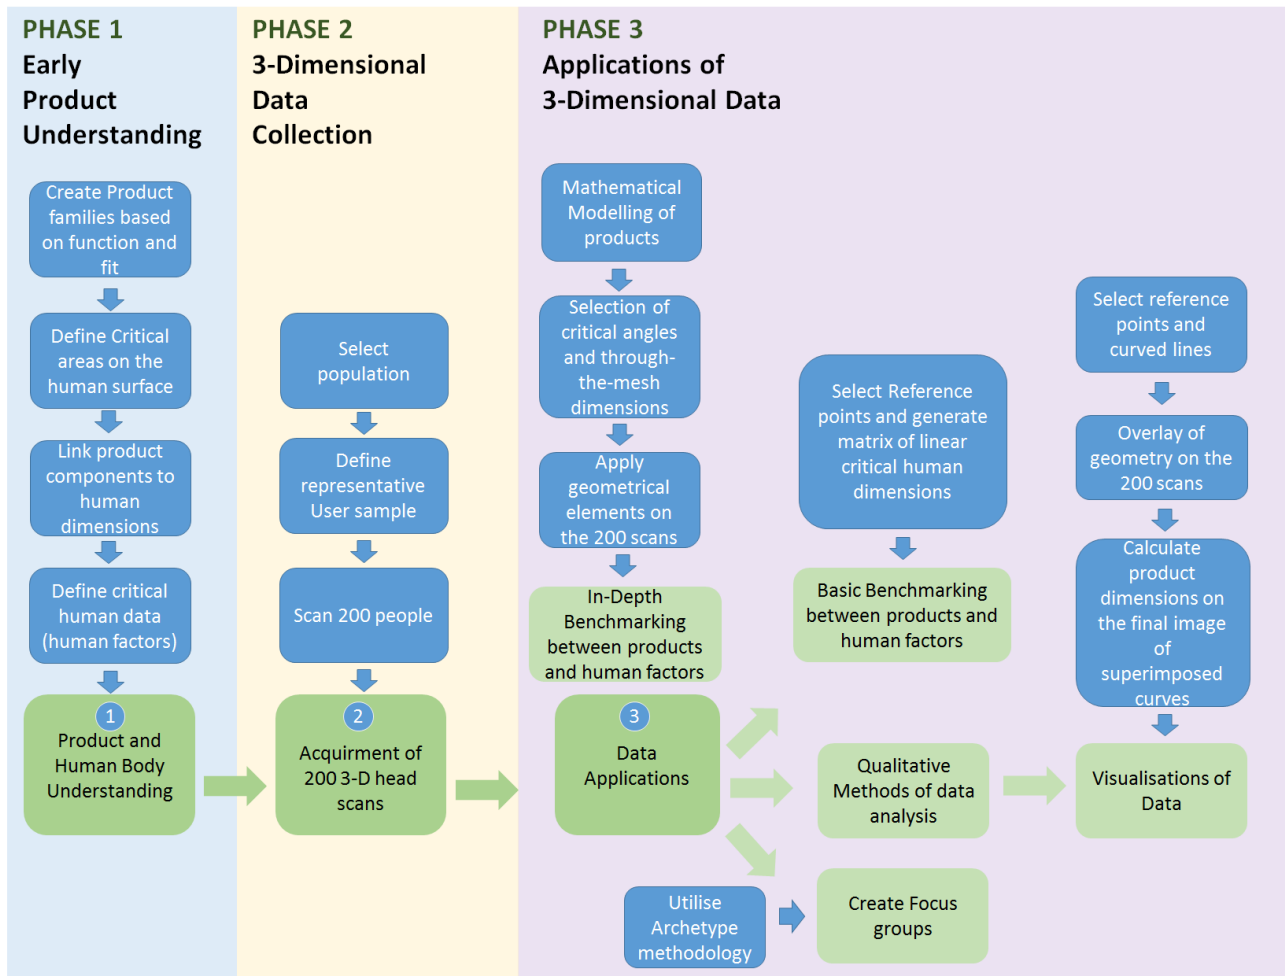 PHASE 1
Early
Product
Understanding
Create Product
families based
on function and
fit
Define Critical
areas on the
human surface
Link product
components to
human
dimensions
Define critical
human data
(human factors)
1
Product and
Human Body
Understanding
PHASE 2
3-Dimensional
Data
Collection
Select
population
Define
representative
User sample
Scan 200 people
2
Acquirment of
200 3-D head
scans
PHASE 3
Applications of
3-Dimensional Data
Mathematical
Modelling of
products
Selection of
critical angles
and through-
the-mesh
dimensions
Apply
geometrical
elements on
the 200 scans
In-Depth
Benchmarking
between products
and human factors
3
Data
Applications
Select Reference
points and generate
matrix of linear
critical human
dimensions
Basic Benchmarking
between products and
human factors
Qualitative
Methods of data
analysis
Utilise
Archetype
methodology
Create Focus
groups
Select reference
points and
curved lines
Overlay of
geometry on the
200 scans
Calculate
product
dimensions on
the final image
of
superimposed
curves
Visualisations of
Data